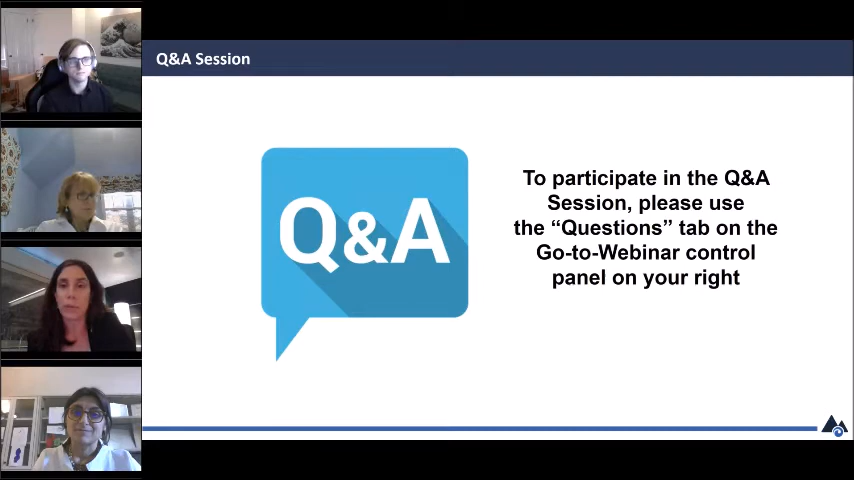 Q&A Session
Q&A
To participate in the Q&A
Session, please use
the “Questions” tab on the
Go-to-Webinar control
panel on your right